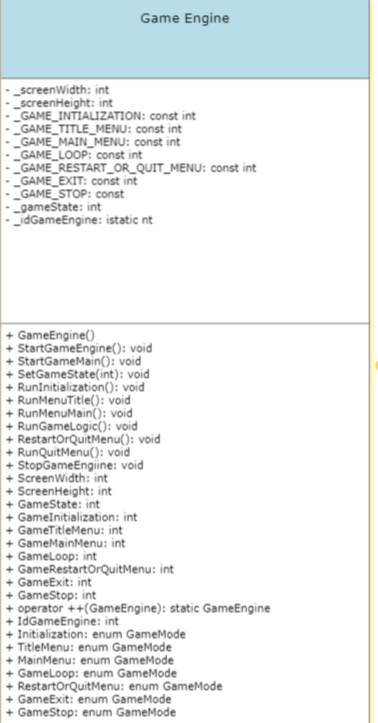 Game Engine
- _screenWidth: int
- _screenHeight: int
- _GAME_INTIALIZATION: const int
- _GAME_TITLE_MENU: const int
- _GAME_MAIN_MENU: const int
- _GAME_LOOP: const int
- _GAME_RESTART_OR_QUIT_MENU: const int
- _GAME_EXIT: const int
- _GAME_STOP: const
- _gameState: int
- _idGameEngine: istatic nt
+ GameEngine()
+ StartGameEngine(): void
+ StartGameMain(): void
+ SetGameState(int): void
+ RunInitialization(): void
+ RunMenuTitle(): void
+ RunMenuMain(): void
+ RunGameLogic(): void
+ RestartOrQuitMenu(): void
+ RunQuitMenu(): void
+ StopGameEngiine: void
+ ScreenWidth: int
+ ScreenHeight: int
+ GameState: int
+ GameInitialization: int
+ GameTitleMenu: int
+ GameMainMenu: int
+ GameLoop: int
+ GameRestartOrQuitMenu: int
+ GameExit: int
+ GameStop: int
+ operator ++(GameEngine): static GameEngine
+ IdGameEngine: int
+ Initialization: enum GameMode
+ TitleMenu: enum GameMode
+ MainMenu: enum GameMode
+ GameLoop: enum GameMode
+ RestartOrQuitMenu: enum GameMode
+ GameExit: enum GameMode
+ GameStop: enum GameMode